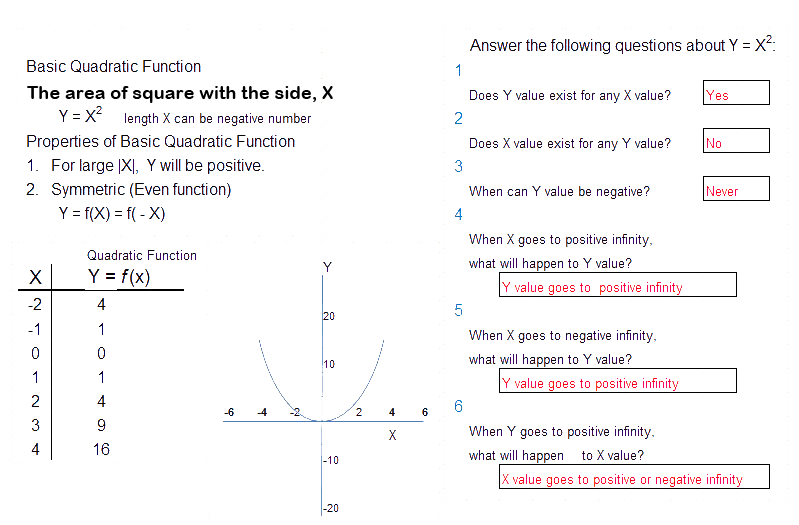 Basic Quadratic Function
The area of square with the side, X
Y = X² length X can be negative number
Properties of Basic Quadratic Function
1. For large |X|, Y will be positive.
2. Symmetric (Even function)
Y = f(X) = f( - X)
Quadratic Function
X Y = f(x)
-2 4
-1 1
0 0
1 1
2 4
3 9
4 16
Y
20
10
-6 -4 -2 2 4 6
X
-10
-20
Answer the following questions about Y = X²:
1
Does Y value exist for any X value? Yes
2
Does X value exist for any Y value? No
3
When can Y value be negative? Never
4
When X goes to positive infinity,
what will happen to Y value?
Y value goes to positive infinity
5
When X goes to negative infinity,
what will happen to Y value?
Y value goes to positive infinity
6
When Y goes to positive infinity,
what will happen to X value?
X value goes to positive or negative infinity